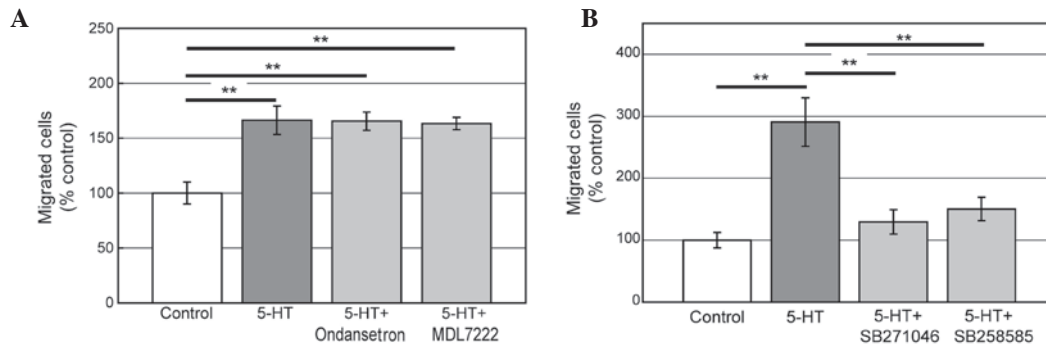 A
Migrated cells
(% control)
250
200
150
100
50
0
**
**
**
Control
5-HT
5-HT+
Ondansetron
5-HT+
MDL7222
B
Migrated cells
(% control)
400
300
200
100
0
**
**
**
Control
5-HT
5-HT+
SB271046
5-HT+
SB258585